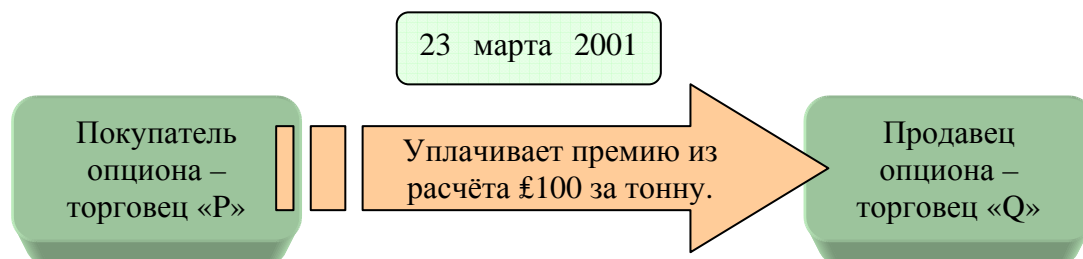 23 марта 2001
Покупатель
опциона –
торговец «P»
Уплачивает премию из
расчёта ₤100 за тонну.
Продавец
опциона –
торговец «Q»